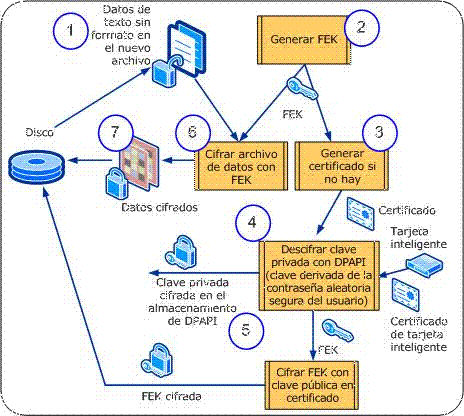 1
Datos de
texto sin
formato en
el nuevo
archivo
2
Generar FEK
FEK
Disco
7
6
3
Cifrar archivo
de datos con
FEK
Generar
certificado si
no hay
Datos cifrados
Certificado
4
Tarjeta
inteligente
Descifrar clave
privada con DPAPI
(clave derivada de la
contraseña aleatoria
segura del usuario)
Clave privada
cifrada en el
almacenamiento
de DPAPI
5
Certificado
de tarjeta
inteligente
FEK
Cifrar FEK con
clave pública en
certificado
FEK cifrada